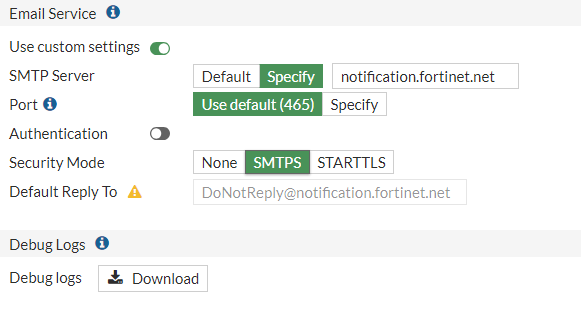 Email Service
Use custom settings
SMTP Server Default Specify notification.fortinet.net
Port Use default (465) Specify
Authentication
Security Mode None SMTPS STARTTLS
Default Reply To DoNotReply@notification.fortinet.net
Debug Logs
Debug logs Download